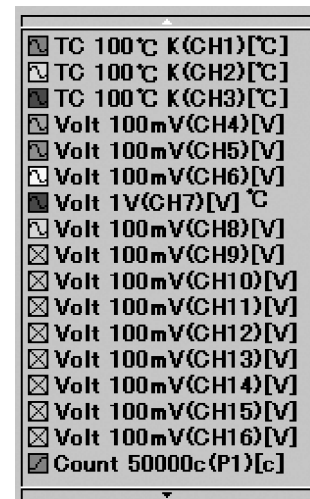 TC 100℃ K(CH1)[℃]
TC 100℃ K(CH2)[℃]
TC 100℃ K(CH3)[℃]
Volt 100mV(CH4)[V]
Volt 100mV(CH5)[V]
Volt 100mV(CH6)[V]
Volt 1V(CH7)[V] ℃
Volt 100mV(CH8)[V]
Volt 100mV(CH9)[V]
Volt 100mV(CH10)[V]
Volt 100mV(CH11)[V]
Volt 100mV(CH12)[V]
Volt 100mV(CH13)[V]
Volt 100mV(CH14)[V]
Volt 100mV(CH15)[V]
Volt 100mV(CH16)[V]
Count 50000c(P1)[c]